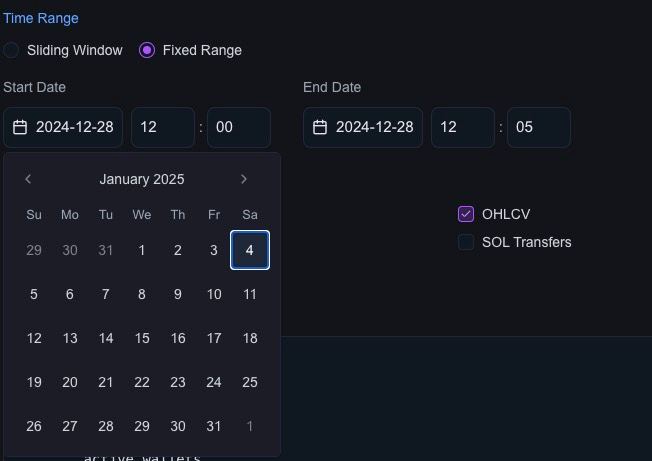 Time Range
Sliding Window Fixed Range
Start Date End Date
2024-12-28 12 : 00 2024-12-28 12 : 05
January 2025
Su Mo Tu We Th Fr Sa
29 30 31 1 2 3 4
5 6 7 8 9 10 11
12 13 14 15 16 17 18
19 20 21 22 23 24 25
26 27 28 29 30 31 1
OHLCV
SOL Transfers
active wallets